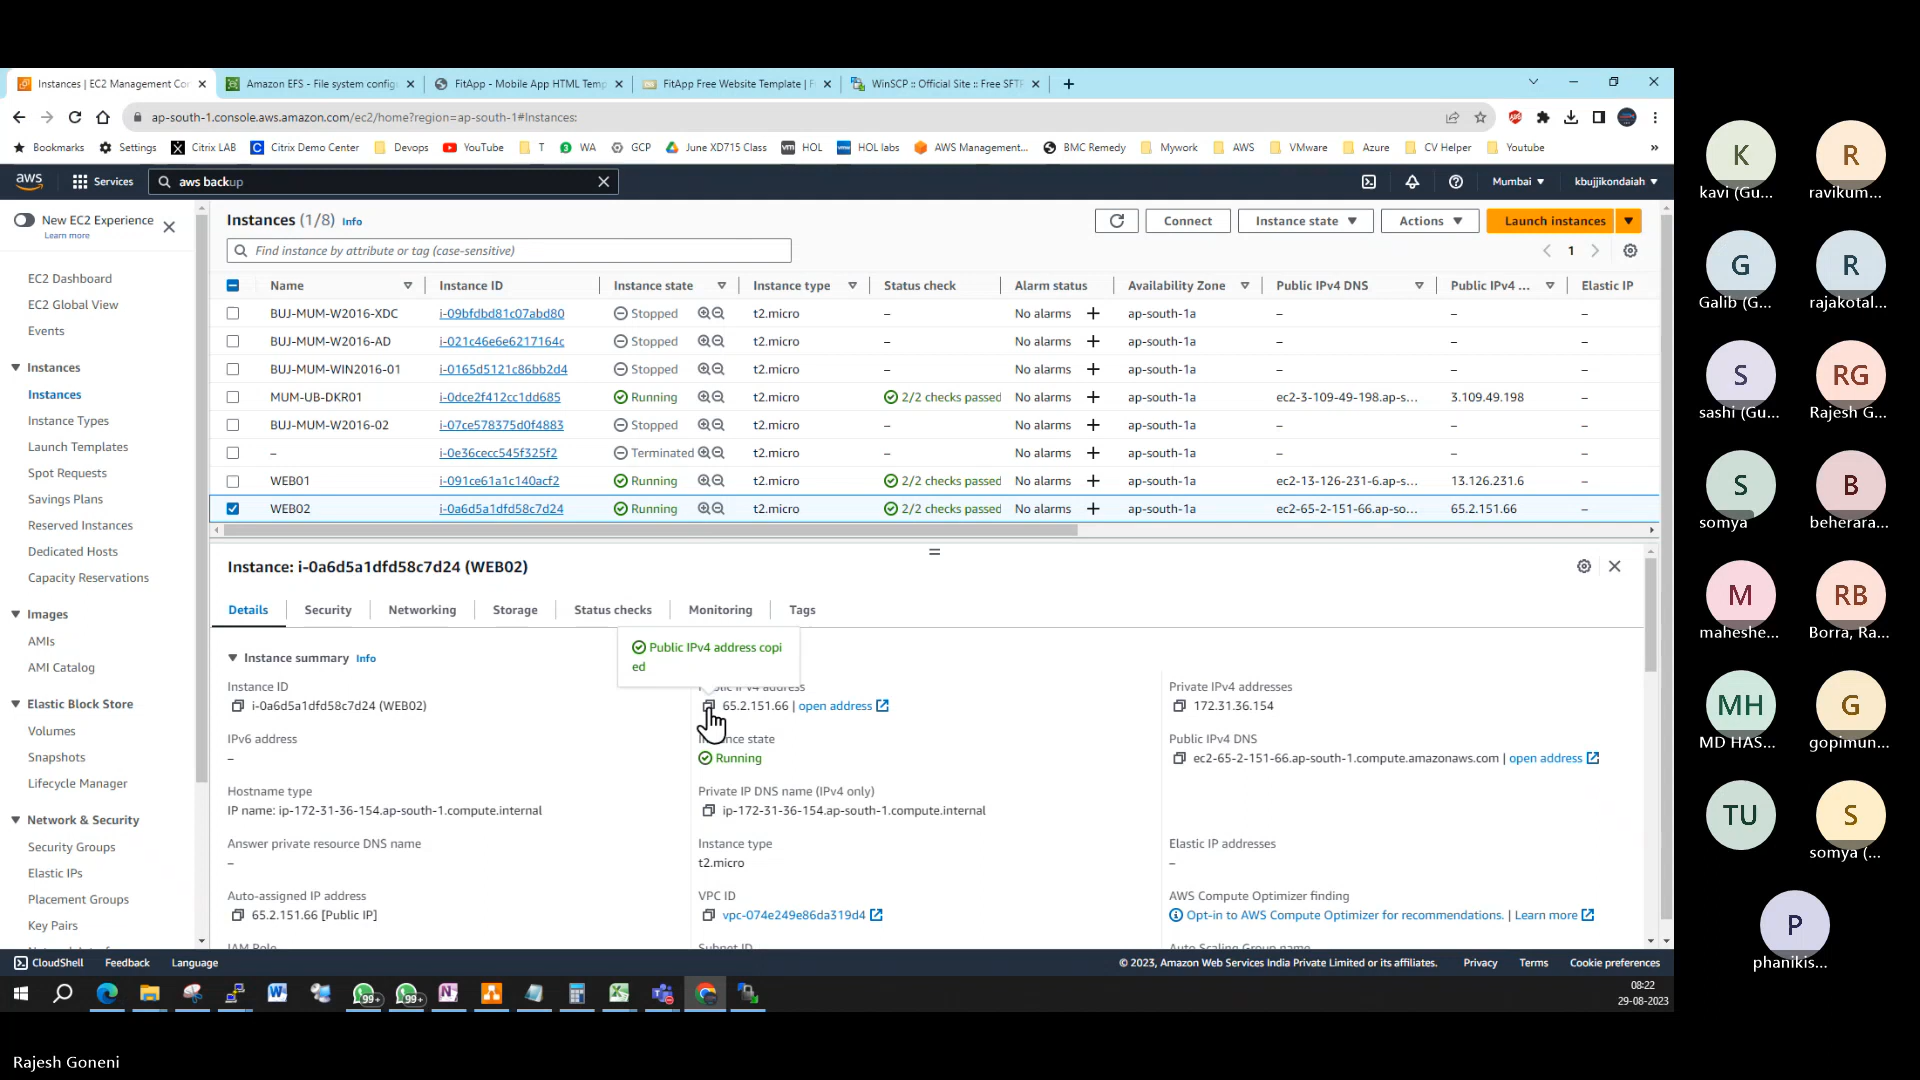 Instances | EC2 Management Con
Amazon EFS - File system config
FitApp - Mobile App HTML Temp
FitApp Free Website Template | F
WinSCP :: Official Site :: Free SFT
ap-south-1.console.aws.amazon.com/ec2/home?region=ap-south-1#Instances:
Bookmarks Settings Citrix LAB Citrix Demo Center Devops YouTube T WA GCP June XD715 Class HOL HOL labs AWS Management... BMC Remedy Mywork AWS VMware Azure CV Helper Youtube »
aws Services aws backup Mumbai kbujjikondaiah
New EC2 Experience
Learn more
EC2 Dashboard
EC2 Global View
Events
Instances
Instances
Instance Types
Launch Templates
Spot Requests
Savings Plans
Reserved Instances
Dedicated Hosts
Capacity Reservations
Images
AMIs
AMI Catalog
Elastic Block Store
Volumes
Snapshots
Lifecycle Manager
Network & Security
Security Groups
Elastic IPs
Placement Groups
Key Pairs
Instances (1/8) Info
Connect Instance state Actions Launch instances
Find instance by attribute or tag (case-sensitive)
1
Name Instance ID Instance state Instance type Status check Alarm status Availability Zone Public IPv4 DNS Public IPv4 ... Elastic IP
BUJ-MUM-W2016-XDC i-09bfdbd81c07abd80 Stopped t2.micro – No alarms + ap-south-1a – – –
BUJ-MUM-W2016-AD i-021c46e6e6217164c Stopped t2.micro – No alarms + ap-south-1a – – –
BUJ-MUM-WIN2016-01 i-0165d5121c86bb2d4 Stopped t2.micro – No alarms + ap-south-1a – – –
MUM-UB-DKR01 i-0dce2f412cc1dd685 Running t2.micro 2/2 checks passed No alarms + ap-south-1a ec2-3-109-49-198.ap-s... 3.109.49.198 –
BUJ-MUM-W2016-02 i-07ce578375d0f4883 Stopped t2.micro – No alarms + ap-south-1a – – –
– i-0e36cecc545f325f2 Terminated t2.micro – No alarms + ap-south-1a – – –
WEB01 i-091ce61a1c140acf2 Running t2.micro 2/2 checks passed No alarms + ap-south-1a ec2-13-126-231-6.ap-s... 13.126.231.6 –
WEB02 i-0a6d5a1dfd58c7d24 Running t2.micro 2/2 checks passed No alarms + ap-south-1a ec2-65-2-151-66.ap-so... 65.2.151.66 –
Instance: i-0a6d5a1dfd58c7d24 (WEB02)
Details Security Networking Storage Status checks Monitoring Tags
Public IPv4 address copi
ed
Instance summary Info
Instance ID
i-0a6d5a1dfd58c7d24 (WEB02)
IPv6 address
–
Hostname type
IP name: ip-172-31-36-154.ap-south-1.compute.internal
Answer private resource DNS name
–
Auto-assigned IP address
65.2.151.66 [Public IP]
IAM Role
Public IPv4 address
65.2.151.66 | open address
Running
Private IP DNS name (IPv4 only)
ip-172-31-36-154.ap-south-1.compute.internal
Instance type
t2.micro
VPC ID
vpc-074e249e86da319d4
Subnet ID
Private IPv4 addresses
172.31.36.154
Public IPv4 DNS
ec2-65-2-151-66.ap-south-1.compute.amazonaws.com | open address
Elastic IP addresses
–
AWS Compute Optimizer finding
Opt-in to AWS Compute Optimizer for recommendations. | Learn more
Auto Scaling Group name
CloudShell Feedback Language © 2023, Amazon Web Services India Private Limited or its affiliates. Privacy Terms Cookie preferences
99+ 99+
08:22
29-08-2023
K
kavi (Gu...
R
ravikum...
G
Galib (G...
R
rajakotal...
S
sashi (Gu...
RG
Rajesh G...
S
somya
B
beherara...
M
maheshe...
RB
Borra, Ra...
MH
MD HAS...
G
gopimun...
TU
S
somya (...
P
phanikis...
Rajesh Goneni